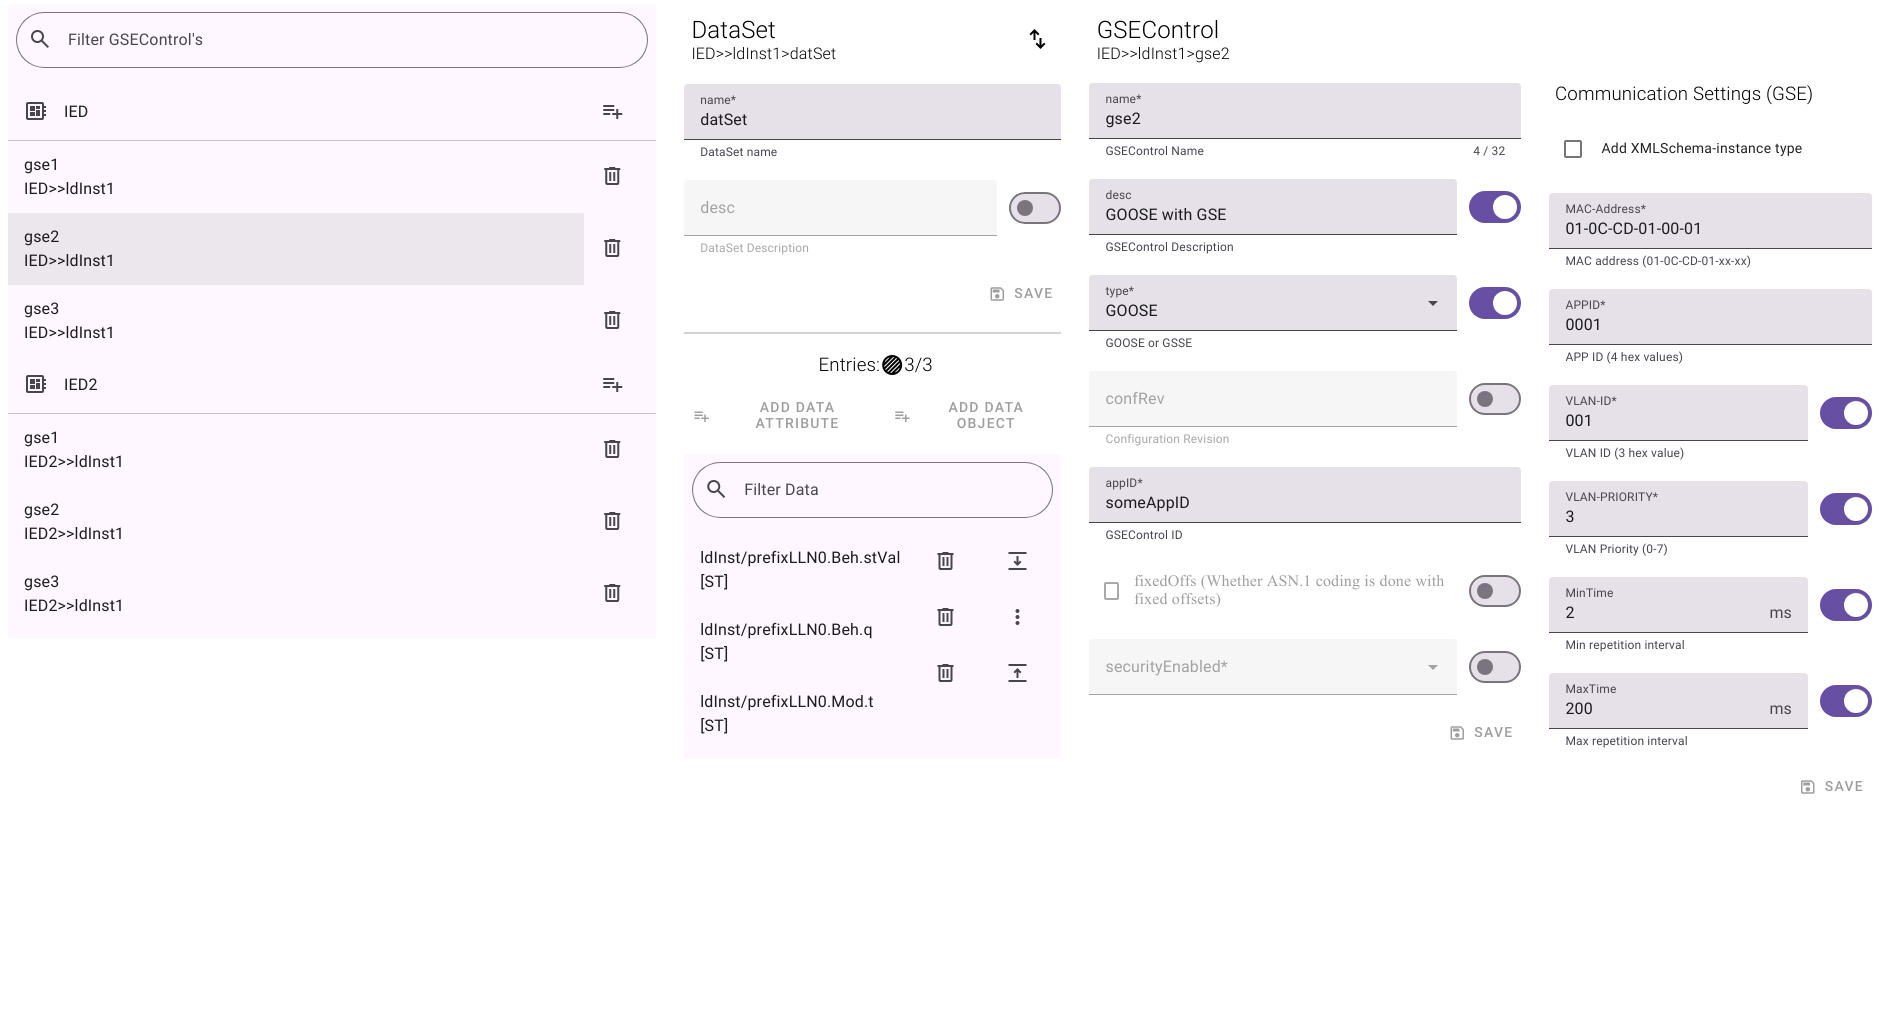 Filter GSEControl's
IED
gse1
IED>>ldInst1
gse2
IED>>ldInst1
gse3
IED>>ldInst1
IED2
gse1
IED2>>ldInst1
gse2
IED2>>ldInst1
gse3
IED2>>ldInst1
DataSet
IED>>ldInst1>datSet
name*
datSet
DataSet name
desc
DataSet Description
SAVE
Entries: 3/3
ADD DATA
ATTRIBUTE
ADD DATA
OBJECT
Filter Data
ldInst/prefixLLN0.Beh.stVal
[ST]
ldInst/prefixLLN0.Beh.q
[ST]
ldInst/prefixLLN0.Mod.t
[ST]
GSEControl
IED>>ldInst1>gse2
name*
gse2
GSEControl Name 4 / 32
desc
GOOSE with GSE
GSEControl Description
type*
GOOSE
GOOSE or GSSE
confRev
Configuration Revision
appID*
someAppID
GSEControl ID
fixedOffs (Whether ASN.1 coding is done with
fixed offsets)
securityEnabled*
SAVE
Communication Settings (GSE)
Add XMLSchema-instance type
MAC-Address*
01-0C-CD-01-00-01
MAC address (01-0C-CD-01-xx-xx)
APPID*
0001
APP ID (4 hex values)
VLAN-ID*
001
VLAN ID (3 hex value)
VLAN-PRIORITY*
3
VLAN Priority (0-7)
MinTime
2 ms
Min repetition interval
MaxTime
200 ms
Max repetition interval
SAVE